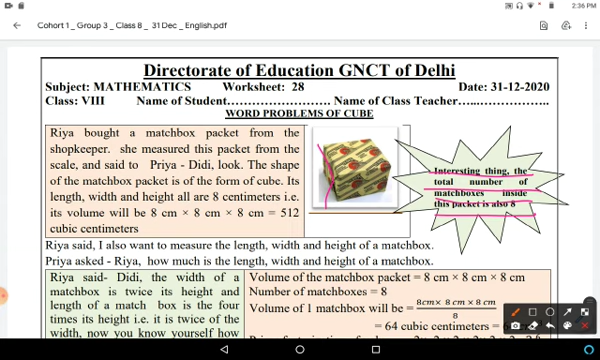 2:36 PM
Cohort 1 _ Group 3 _ Class 8 _ 31 Dec _ English.pdf
Directorate of Education GNCT of Delhi
Subject: MATHEMATICS Worksheet: 28 Date: 31-12-2020
Class: VIII Name of Student…………………… Name of Class Teacher…...…………….
WORD PROBLEMS OF CUBE
Riya bought a matchbox packet from the
shopkeeper. she measured this packet from the
scale, and said to Priya - Didi, look. The shape
of the matchbox packet is of the form of cube. Its
length, width and height all are 8 centimeters i.e.
its volume will be 8 cm × 8 cm × 8 cm = 512
cubic centimeters
Interesting thing, the
total number of
matchboxes inside
this packet is also 8
Riya said, I also want to measure the length, width and height of a matchbox.
Priya asked - Riya, how much is the length, width and height of a matchbox.
Riya said- Didi, the width of a
matchbox is twice its height and
length of a match box is the four
times its height i.e. it is twice of the
width, now you know yourself how
Volume of the matchbox packet = 8 cm × 8 cm × 8 cm
Number of matchboxes = 8
Volume of 1 matchbox will be = 8cm× 8 cm × 8 cm
8
= 64 cubic centimeters =